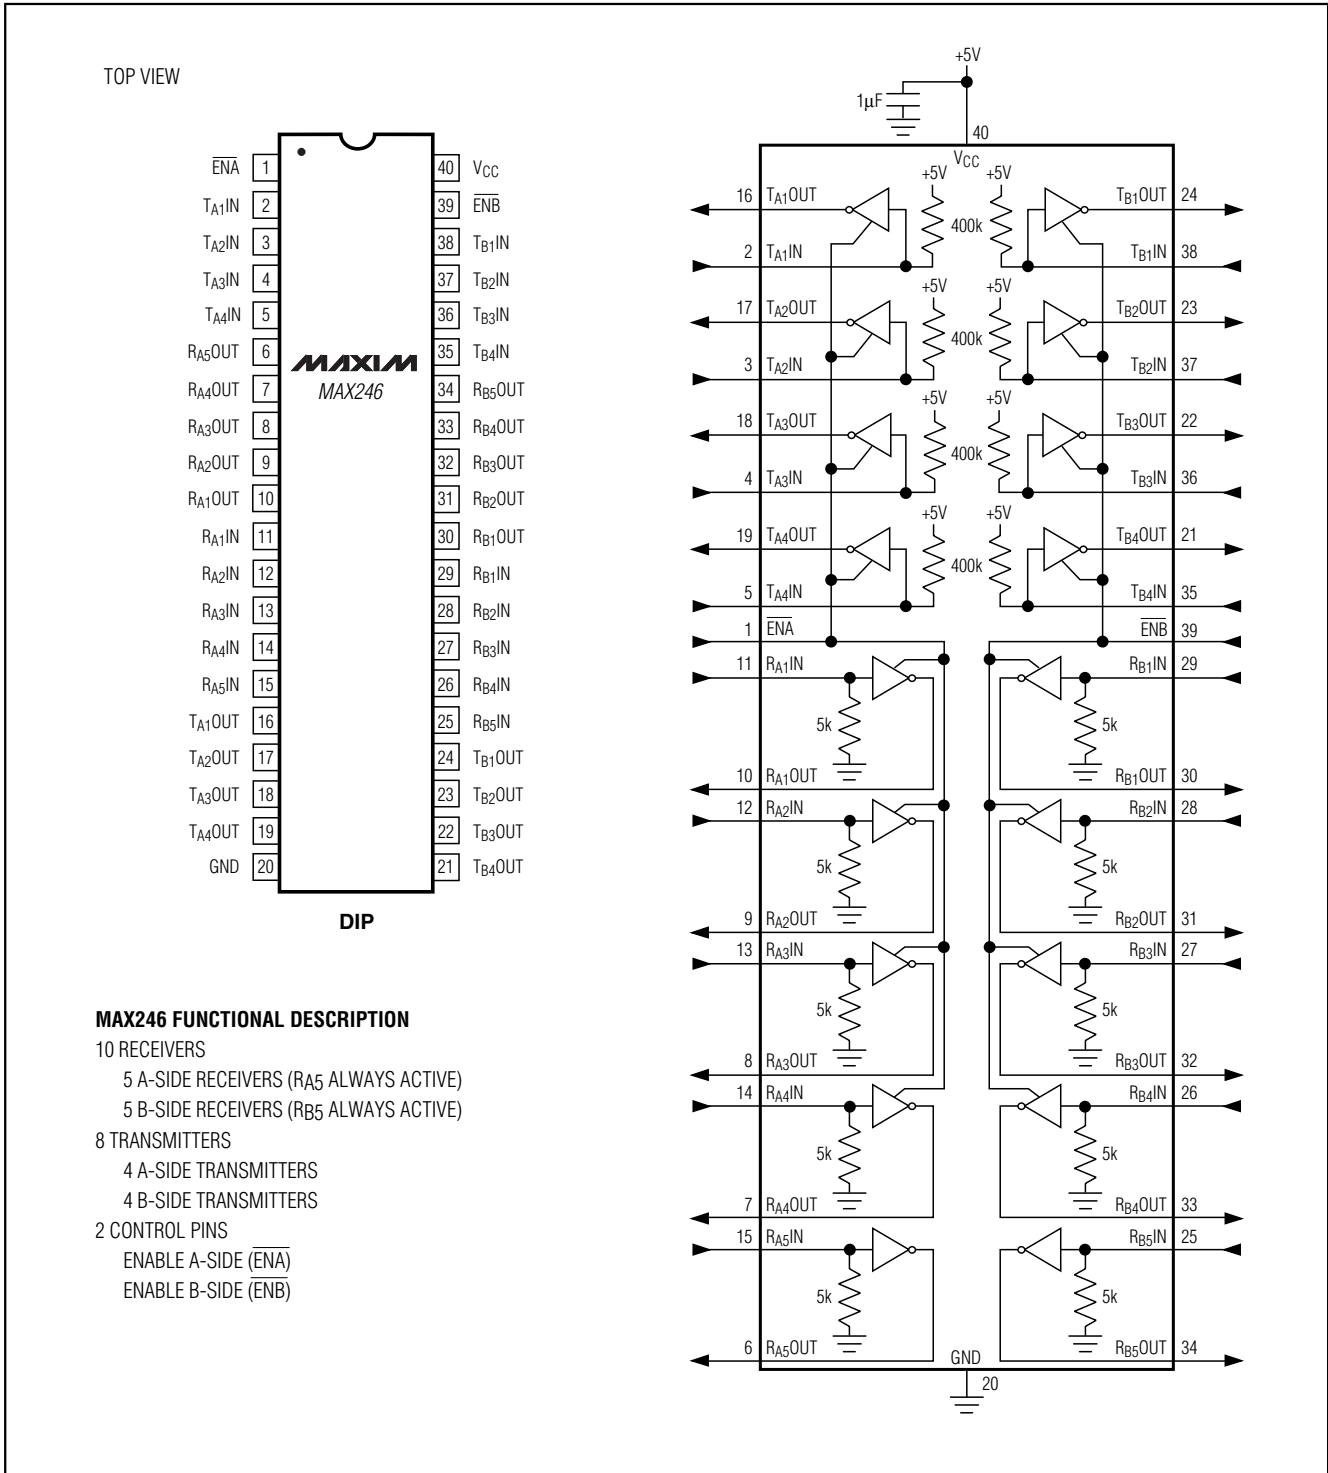 TOP VIEW
ENA 1
TA1IN 2
TA2IN 3
TA3IN 4
TA4IN 5
RA5OUT 6
RA4OUT 7
RA3OUT 8
RA2OUT 9
RA1OUT 10
RA1IN 11
RA2IN 12
RA3IN 13
RA4IN 14
RA5IN 15
TA1OUT 16
TA2OUT 17
TA3OUT 18
TA4OUT 19
GND 20
MAXIM
MAX246
40 VCC
39 ENB
38 TB1IN
37 TB2IN
36 TB3IN
35 TB4IN
34 RB5OUT
33 RB4OUT
32 RB3OUT
31 RB2OUT
30 RB1OUT
29 RB1IN
28 RB2IN
27 RB3IN
26 RB4IN
25 RB5IN
24 TB1OUT
23 TB2OUT
22 TB3OUT
21 TB4OUT
DIP
MAX246 FUNCTIONAL DESCRIPTION
10 RECEIVERS
5 A-SIDE RECEIVERS (RA5 ALWAYS ACTIVE)
5 B-SIDE RECEIVERS (RB5 ALWAYS ACTIVE)
8 TRANSMITTERS
4 A-SIDE TRANSMITTERS
4 B-SIDE TRANSMITTERS
2 CONTROL PINS
ENABLE A-SIDE (ENA)
ENABLE B-SIDE (ENB)
+5V
1µF
40
VCC
+5V +5V
16 TA1OUT TB1OUT 24
400k
2 TA1IN TB1IN 38
+5V +5V
17 TA2OUT TB2OUT 23
400k
3 TA2IN TB2IN 37
+5V +5V
18 TA3OUT TB3OUT 22
400k
4 TA3IN TB3IN 36
+5V +5V
19 TA4OUT TB4OUT 21
400k
5 TA4IN TB4IN 35
1 ENA ENB 39
11 RA1IN RB1IN 29
5k 5k
10 RA1OUT RB1OUT 30
12 RA2IN RB2IN 28
5k 5k
9 RA2OUT RB2OUT 31
13 RA3IN RB3IN 27
5k 5k
8 RA3OUT RB3OUT 32
14 RA4IN RB4IN 26
5k 5k
7 RA4OUT RB4OUT 33
15 RA5IN RB5IN 25
5k 5k
6 RA5OUT RB5OUT 34
GND
20